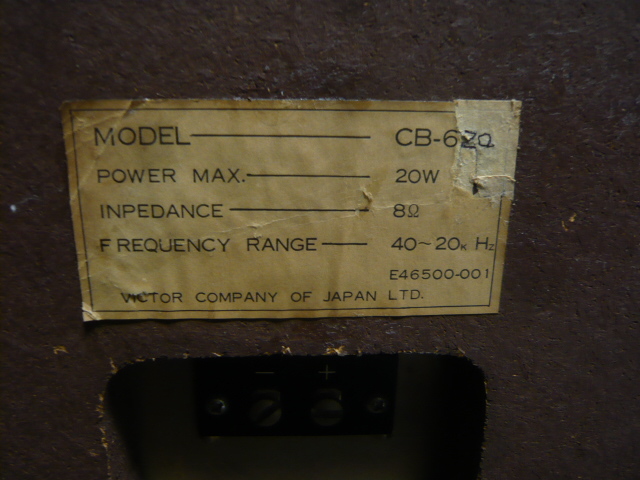 MODEL CB-620
POWER MAX. 20W
INPEDANCE 8Ω
FREQUENCY RANGE 40~20K Hz
E46500-001
VICTOR COMPANY OF JAPAN LTD.
− +